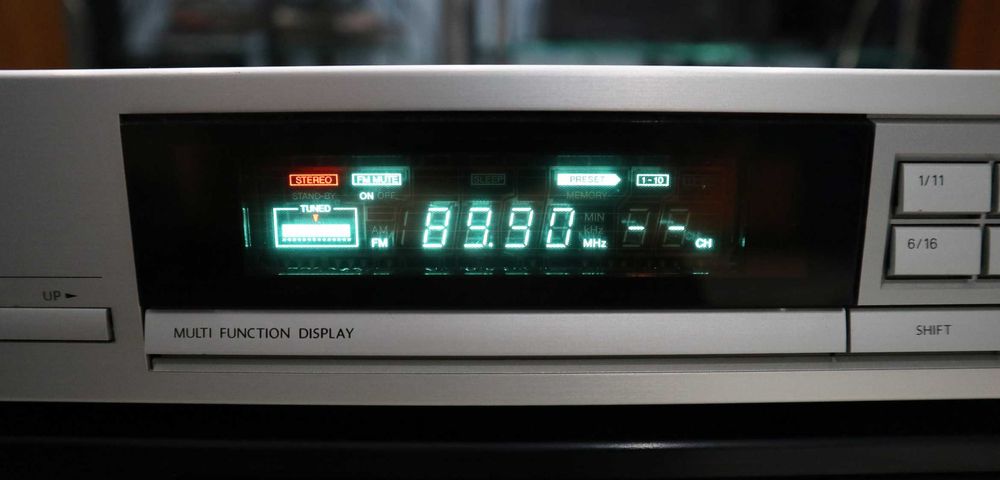 STEREO FM MUTE SLEEP PRESET 1-10
STAND-BY ON OFF MEMORY
TUNED
AM MIN
kHz
FM 89.90 MHz -- CH
1/11
6/16
UP
MULTI FUNCTION DISPLAY
SHIFT